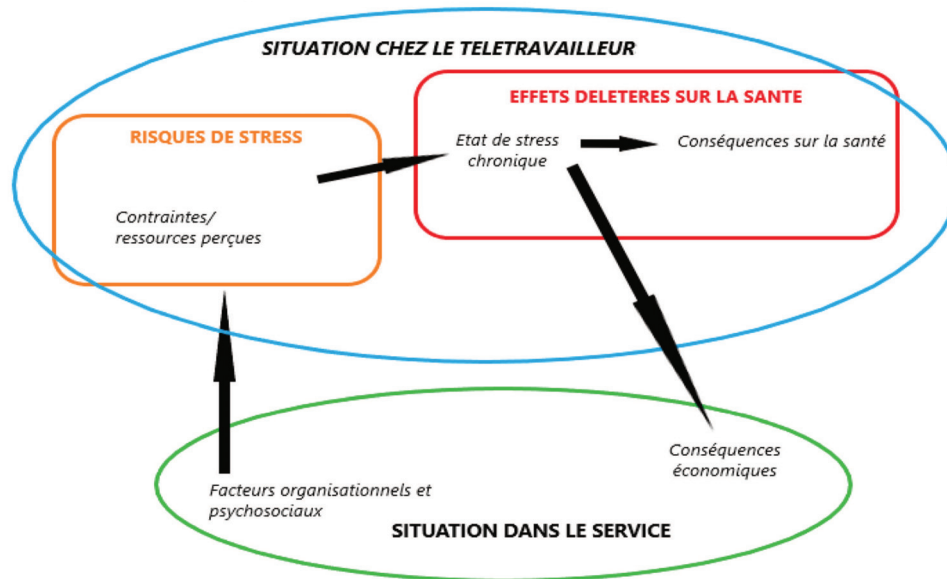 SITUATION CHEZ LE TELETRAVAILLEUR
EFFETS DELETERES SUR LA SANTE
RISQUES DE STRESS
Etat de stress
chronique
Conséquences sur la santé
Contraintes/
ressources perçues
Conséquences
économiques
Facteurs organisationnels et
psychosociaux
SITUATION DANS LE SERVICE